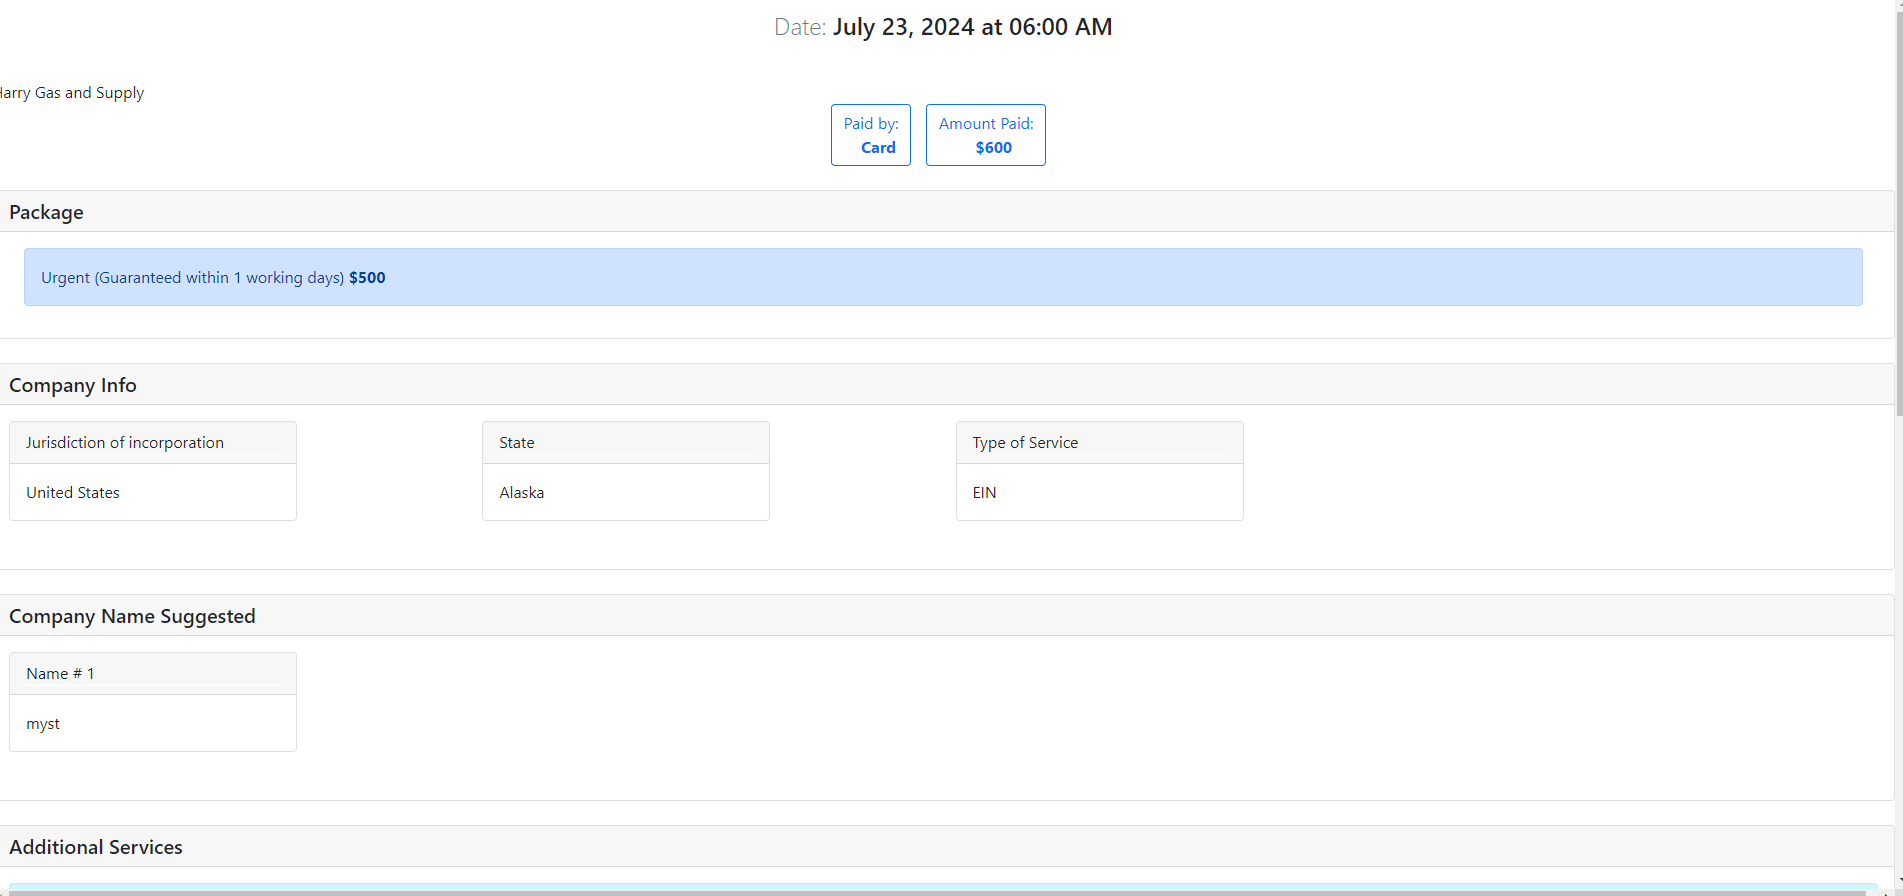 Date: July 23, 2024 at 06:00 AM
Harry Gas and Supply
Paid by:
Card
Amount Paid:
$600
Package
Urgent (Guaranteed within 1 working days) $500
Company Info
Jurisdiction of incorporation
United States
State
Alaska
Type of Service
EIN
Company Name Suggested
Name # 1
myst
Additional Services